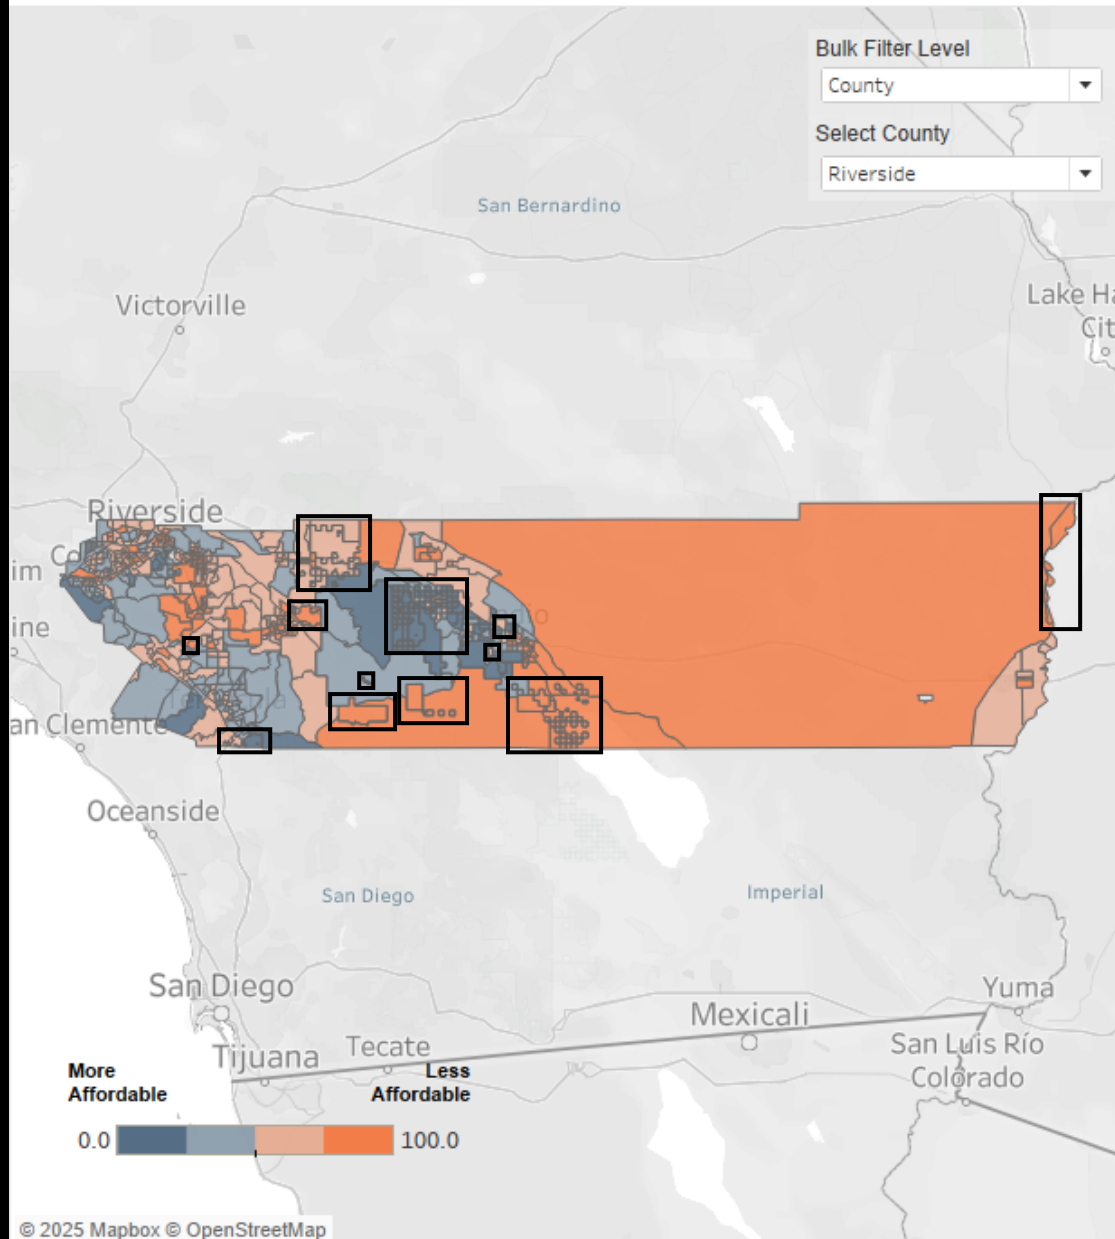 Bulk Filter Level
County
Select County
Riverside
San Bernardino
Victorville
Lake Ha
Cit
Riverside
Co
im
ine
an Clemente
Oceanside
San Diego
Imperial
San Diego
Yuma
Mexicali
San Luis Río
Colorado
Tijuana
Tecate
More
Affordable
Less
Affordable
0.0
100.0
© 2025 Mapbox © OpenStreetMap